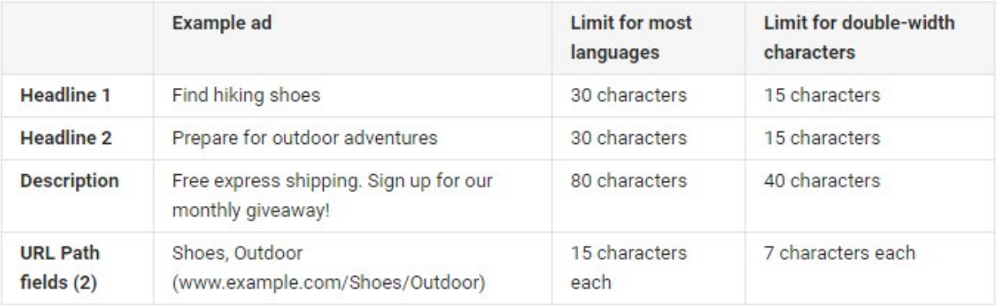 Example ad
Limit for most
languages
Limit for double-width
characters
Headline 1
Find hiking shoes
30 characters
15 characters
Headline 2
Prepare for outdoor adventures
30 characters
15 characters
Description
Free express shipping. Sign up for our
monthly giveaway!
80 characters
40 characters
URL Path
fields (2)
Shoes, Outdoor
(www.example.com/Shoes/Outdoor)
15 characters
each
7 characters each